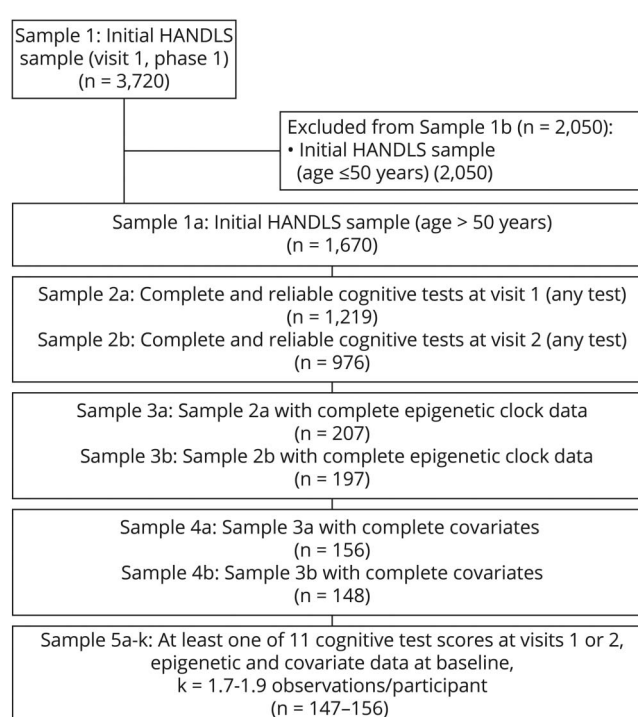 Sample 1: Initial HANDLS
sample (visit 1, phase 1)
(n = 3,720)
Excluded from Sample 1b (n = 2,050):
• Initial HANDLS sample
(age ≤50 years) (2,050)
Sample 1a: Initial HANDLS sample (age > 50 years)
(n = 1,670)
Sample 2a: Complete and reliable cognitive tests at visit 1 (any test)
(n = 1,219)
Sample 2b: Complete and reliable cognitive tests at visit 2 (any test)
(n = 976)
Sample 3a: Sample 2a with complete epigenetic clock data
(n = 207)
Sample 3b: Sample 2b with complete epigenetic clock data
(n = 197)
Sample 4a: Sample 3a with complete covariates
(n = 156)
Sample 4b: Sample 3b with complete covariates
(n = 148)
Sample 5a-k: At least one of 11 cognitive test scores at visits 1 or 2,
epigenetic and covariate data at baseline,
k = 1.7-1.9 observations/participant
(n = 147–156)